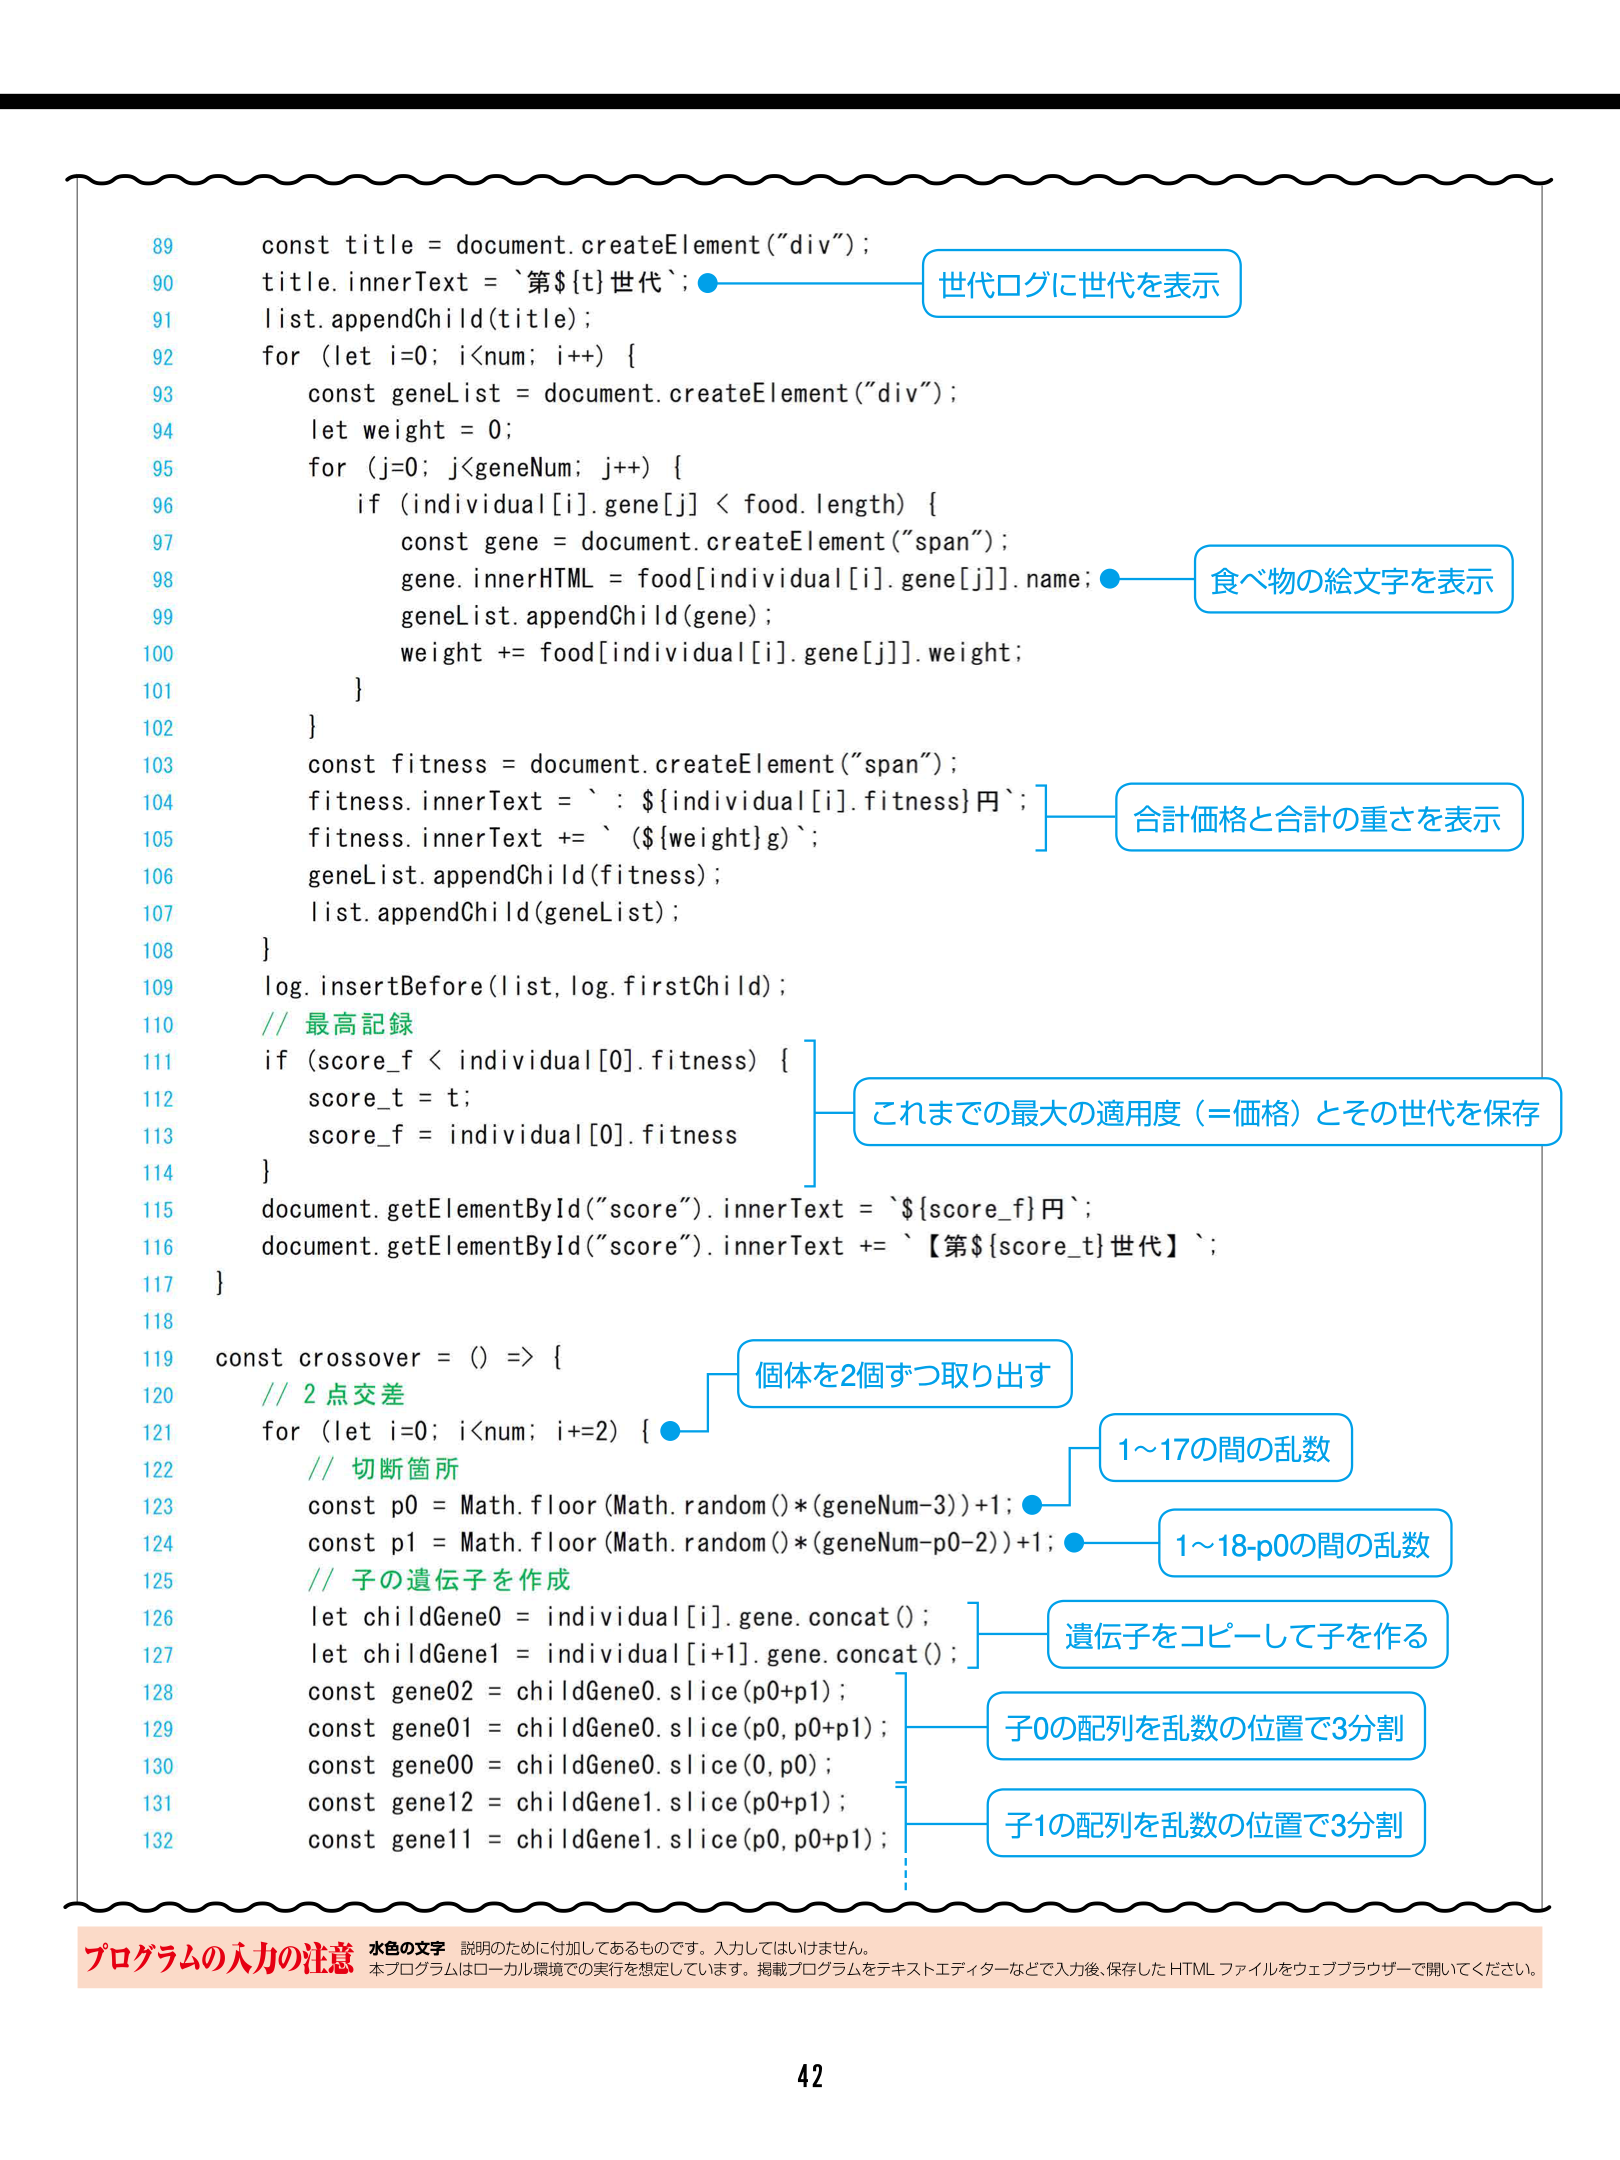 89 const title = document.createElement("div");
90 title.innerText = `第${t}世代`; 世代ログに世代を表示
91 list.appendChild(title);
92 for (let i=0; i<num; i++) {
93 const geneList = document.createElement("div");
94 let weight = 0;
95 for (j=0; j<geneNum; j++) {
96 if (individual[i].gene[j] < food.length) {
97 const gene = document.createElement("span");
98 gene.innerHTML = food[individual[i].gene[j]].name; 食べ物の絵文字を表示
99 geneList.appendChild(gene);
100 weight += food[individual[i].gene[j]].weight;
101 }
102 }
103 const fitness = document.createElement("span");
104 fitness.innerText = ` : ${individual[i].fitness}円`; 合計価格と合計の重さを表示
105 fitness.innerText += ` (${weight}g)`;
106 geneList.appendChild(fitness);
107 list.appendChild(geneList);
108 }
109 log.insertBefore(list,log.firstChild);
110 // 最高記録
111 if (score_f < individual[0].fitness) {
112 score_t = t; これまでの最大の適用度（＝価格）とその世代を保存
113 score_f = individual[0].fitness
114 }
115 document.getElementById("score").innerText = `${score_f}円`;
116 document.getElementById("score").innerText += `【第${score_t}世代】`;
117 }
118
119 const crossover = () => { 個体を2個ずつ取り出す
120 // 2点交差
121 for (let i=0; i<num; i+=2) { 1〜17の間の乱数
122 // 切断箇所
123 const p0 = Math.floor(Math.random()*(geneNum-3))+1;
124 const p1 = Math.floor(Math.random()*(geneNum-p0-2))+1; 1〜18-p0の間の乱数
125 // 子の遺伝子を作成
126 let childGene0 = individual[i].gene.concat(); 遺伝子をコピーして子を作る
127 let childGene1 = individual[i+1].gene.concat();
128 const gene02 = childGene0.slice(p0+p1);
129 const gene01 = childGene0.slice(p0,p0+p1); 子0の配列を乱数の位置で3分割
130 const gene00 = childGene0.slice(0,p0);
131 const gene12 = childGene1.slice(p0+p1); 子1の配列を乱数の位置で3分割
132 const gene11 = childGene1.slice(p0,p0+p1);
プログラムの入力の注意 水色の文字 説明のために付加してあるものです。入力してはいけません。
本プログラムはローカル環境での実行を想定しています。掲載プログラムをテキストエディターなどで入力後、保存した HTML ファイルをウェブブラウザーで開いてください。
42